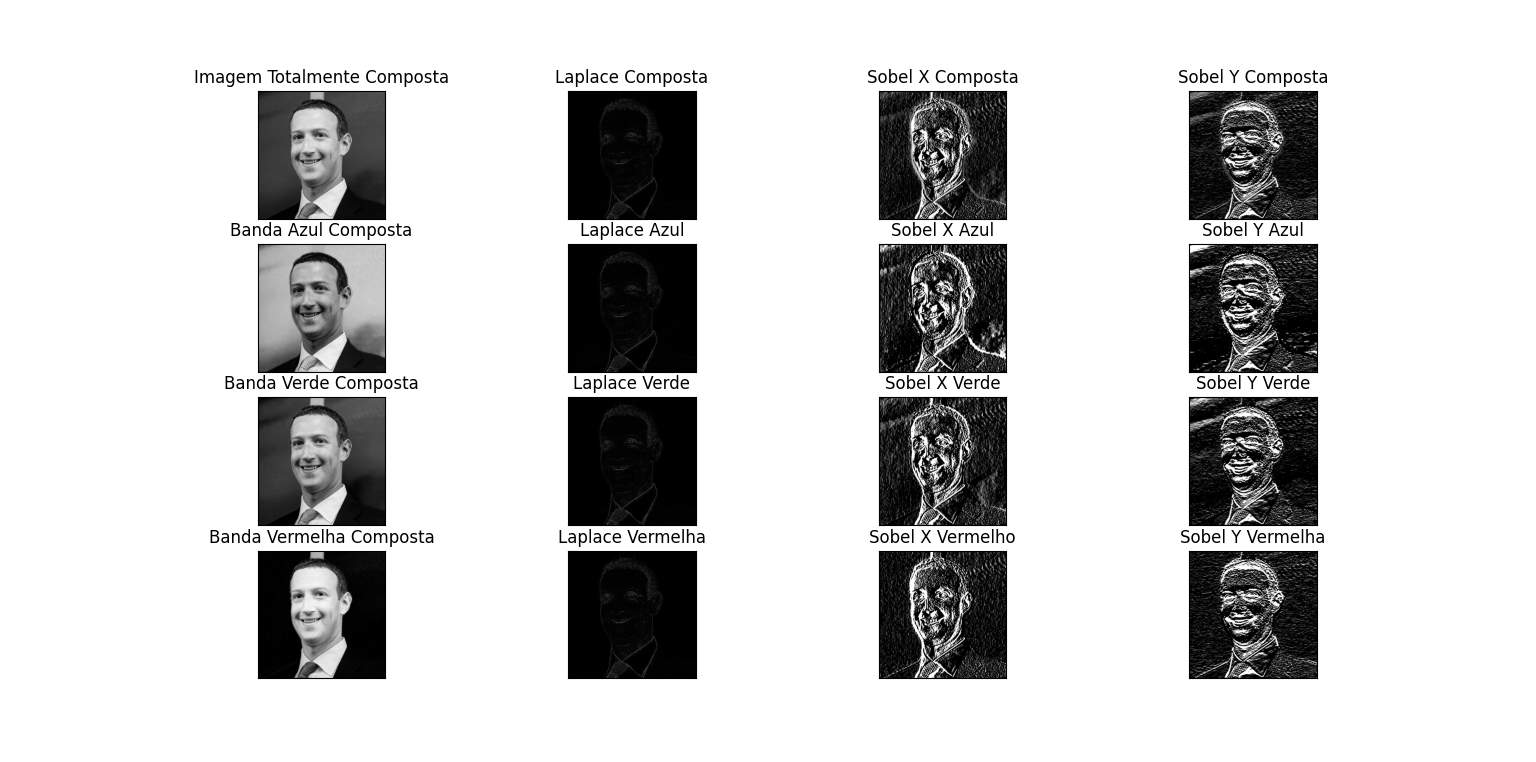 Imagem Totalmente Composta
Laplace Composta
Sobel X Composta
Sobel Y Composta
Banda Azul Composta
Laplace Azul
Sobel X Azul
Sobel Y Azul
Banda Verde Composta
Laplace Verde
Sobel X Verde
Sobel Y Verde
Banda Vermelha Composta
Laplace Vermelha
Sobel X Vermelho
Sobel Y Vermelha